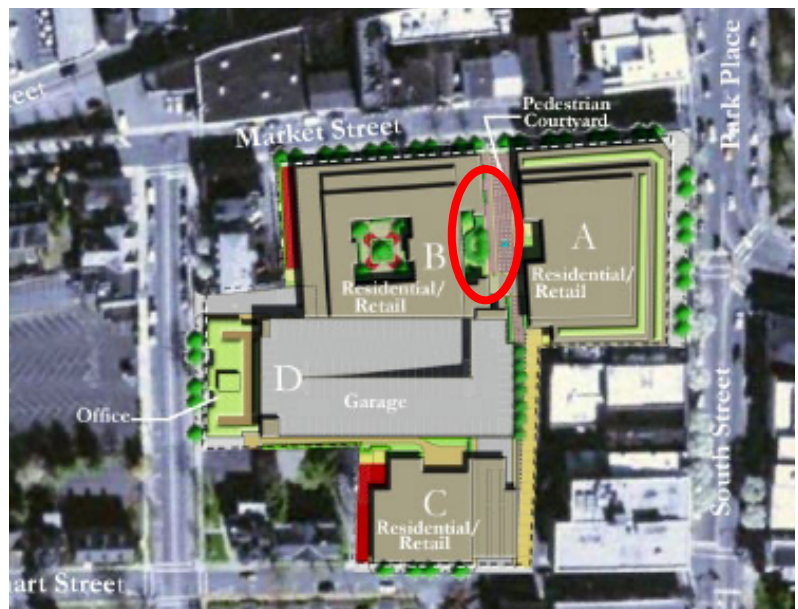 eet
Market Street
Pedestrian
Courtyard
Park Place
A
Residential/
Retail
B
Residential/
Retail
D
Garage
Office
South Street
C
Residential/
Retail
art Street